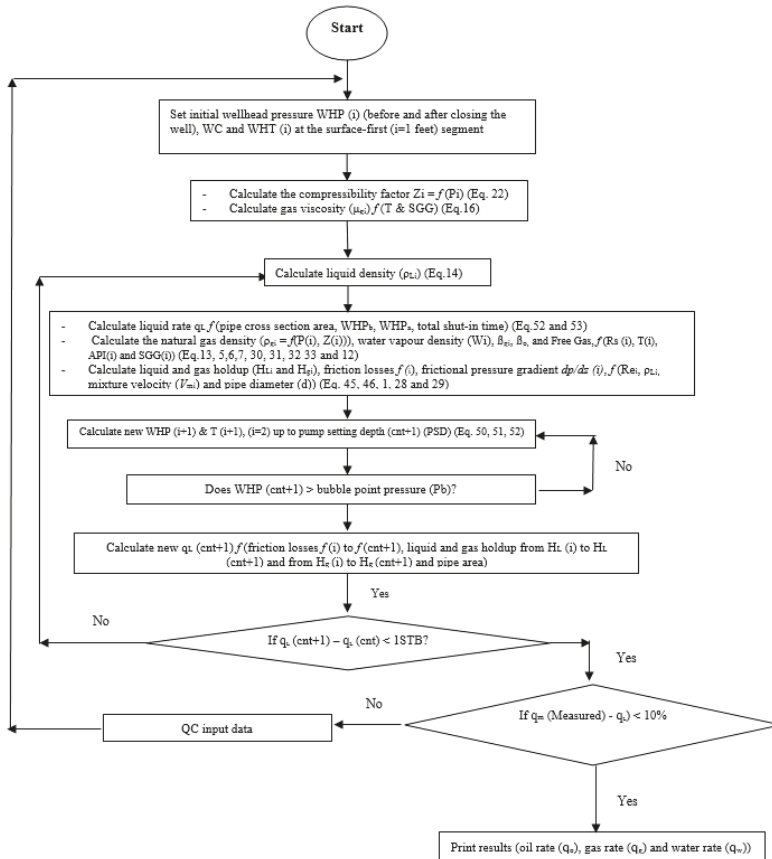 Start
Set initial wellhead pressure WHP (i) (before and after closing the
well), WC and WHT (i) at the surface-first (i=1 feet) segment
- Calculate the compressibility factor Zi = f(Pi) (Eq. 22)
- Calculate gas viscosity (μgi) f(T & SGG) (Eq.16)
Calculate liquid density (ρLi) (Eq.14)
- Calculate liquid rate qL f(pipe cross section area, WHPb, WHPa, total shut-in time) (Eq.52 and 53)
- Calculate the natural gas density (ρgi = f(P(i), Z(i))), water vapour density (Wi), ßgi, ßo, and Free Gas, f(Rs (i), T(i),
API(i) and SGG(i)) (Eq.13, 5,6,7, 30, 31, 32 33 and 12)
- Calculate liquid and gas holdup (HLi and Hgi), friction losses f(i), frictional pressure gradient dp/dz (i), f(Rei, ρLi,
mixture velocity (Vmi) and pipe diameter (d)) (Eq. 45, 46, 1, 28 and 29)
Calculate new WHP (i+1) & T (i+1), (i=2) up to pump setting depth (cnt+1) (PSD) (Eq. 50, 51, 52)
No
Does WHP (cnt+1) > bubble point pressure (Pb)?
Calculate new qL (cnt+1) f(friction losses f(i) to f(cnt+1), liquid and gas holdup from HL (i) to HL
(cnt+1) and from Hg (i) to Hg (cnt+1) and pipe area)
Yes
No
If qL (cnt+1) – qL (cnt) < 1STB?
Yes
No
If qm (Measured) - qL) < 10%
QC input data
Yes
Print results (oil rate (qo), gas rate (qg) and water rate (qw))